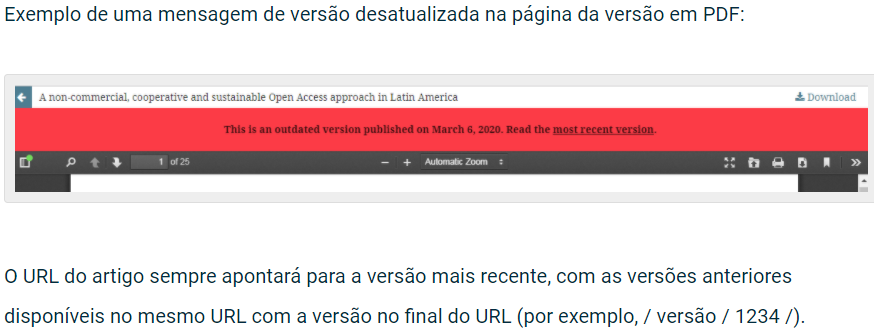 Exemplo de uma mensagem de versão desatualizada na página da versão em PDF:
A non-commercial, cooperative and sustainable Open Access approach in Latin America
Download
This is an outdated version published on March 6, 2020. Read the most recent version.
1 of 25
Automatic Zoom
O URL do artigo sempre apontará para a versão mais recente, com as versões anteriores
disponíveis no mesmo URL com a versão no final do URL (por exemplo, / versão / 1234 /).